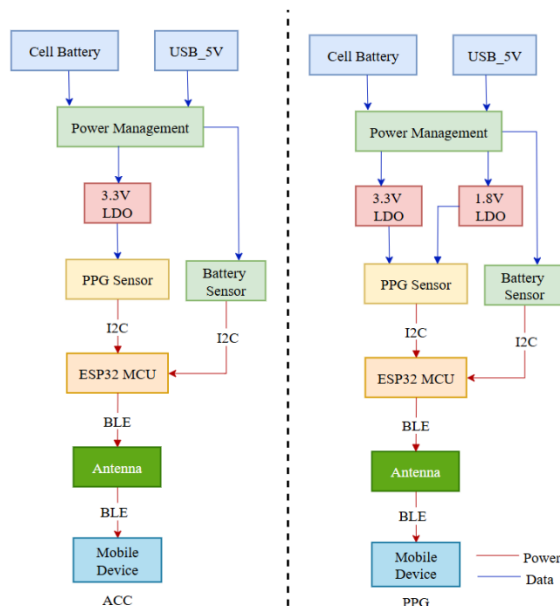 Cell Battery
USB_5V
Power Management
3.3V
LDO
PPG Sensor
Battery
Sensor
I2C
I2C
ESP32 MCU
BLE
Antenna
BLE
Mobile
Device
ACC
Cell Battery
USB_5V
Power Management
3.3V
LDO
1.8V
LDO
PPG Sensor
Battery
Sensor
I2C
I2C
ESP32 MCU
BLE
Antenna
BLE
Mobile
Device
PPG
Power
Data